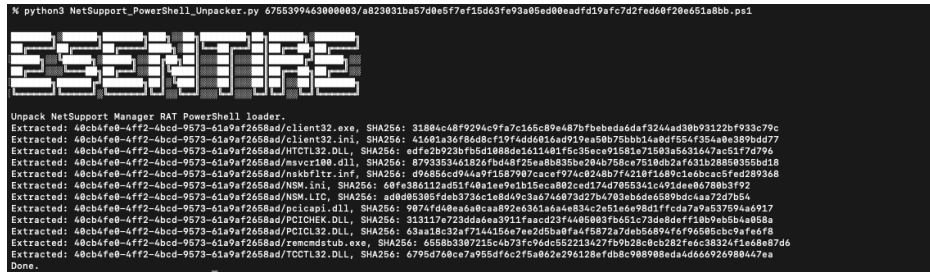 % python3 NetSupport_PowerShell_Unpacker.py 6755399463000003/a823031ba57d0e5f7ef15d63fe93a05ed00eadfd19afc7d2fed60f20e651a8bb.ps1
ESENTIRE
Unpack NetSupport Manager RAT PowerShell loader.
Extracted: 40cb4fe0-4ff2-4bcd-9573-61a9af2658ad/client32.exe, SHA256: 31804c48f9294c9fa7c165c89e487bfbebeda6daf3244ad30b93122bf933c79c
Extracted: 40cb4fe0-4ff2-4bcd-9573-61a9af2658ad/client32.ini, SHA256: 41601a36f86d8cf19f4dd6016ad919ea50b75bbb14a0df554f354a0e389bdd77
Extracted: 40cb4fe0-4ff2-4bcd-9573-61a9af2658ad/HTCTL32.DLL, SHA256: edfe2b923bfb5d1088de1611401f5c35ece91581e71503a5631647ac51f7d796
Extracted: 40cb4fe0-4ff2-4bcd-9573-61a9af2658ad/msvcr100.dll, SHA256: 8793353461826fbd48f25ea8b835be204b758ce7510db2af631b28850355bd18
Extracted: 40cb4fe0-4ff2-4bcd-9573-61a9af2658ad/nskbfltr.inf, SHA256: d96856cd944a9f1587907cacef974c0248b7f4210f1689c1e6bcac5fed289368
Extracted: 40cb4fe0-4ff2-4bcd-9573-61a9af2658ad/NSM.ini, SHA256: 60fe386112ad51f40a1ee9e1b15eca802ced174d7055341c491dee06780b3f92
Extracted: 40cb4fe0-4ff2-4bcd-9573-61a9af2658ad/NSM.LIC, SHA256: ad0d05305fdeb3736c1e8d49c3a6746073d27b4703eb6de6589bdc4aa72d7b54
Extracted: 40cb4fe0-4ff2-4bcd-9573-61a9af2658ad/pcicapi.dll, SHA256: 9074fd40ea6a0caa892e6361a6a4e834c2e51e6e98d1ffcda7a9a537594a6917
Extracted: 40cb4fe0-4ff2-4bcd-9573-61a9af2658ad/PCICHEK.DLL, SHA256: 313117e723dda6ea3911faacd23f4405003fb651c73de8deff10b9eb5b4a058a
Extracted: 40cb4fe0-4ff2-4bcd-9573-61a9af2658ad/PCICL32.DLL, SHA256: 63aa18c32af7144156e7ee2d5ba0fa4f5872a7deb56894f6f96505cbc9afe6f8
Extracted: 40cb4fe0-4ff2-4bcd-9573-61a9af2658ad/remcmdstub.exe, SHA256: 6558b3307215c4b73fc96dc552213427fb9b28c0cb282fe6c38324f1e68e87d6
Extracted: 40cb4fe0-4ff2-4bcd-9573-61a9af2658ad/TCCTL32.DLL, SHA256: 6795d760ce7a955df6c2f5a062e296128efdb8c908908eda4d666926980447ea
Done.